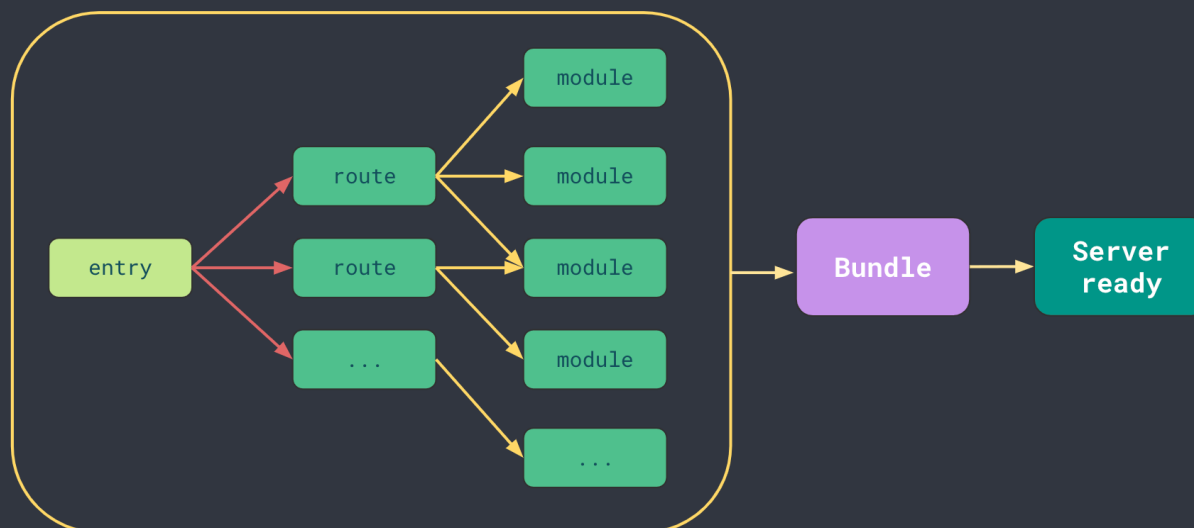 entry
route
route
...
module
module
module
module
...
Bundle
Server
ready